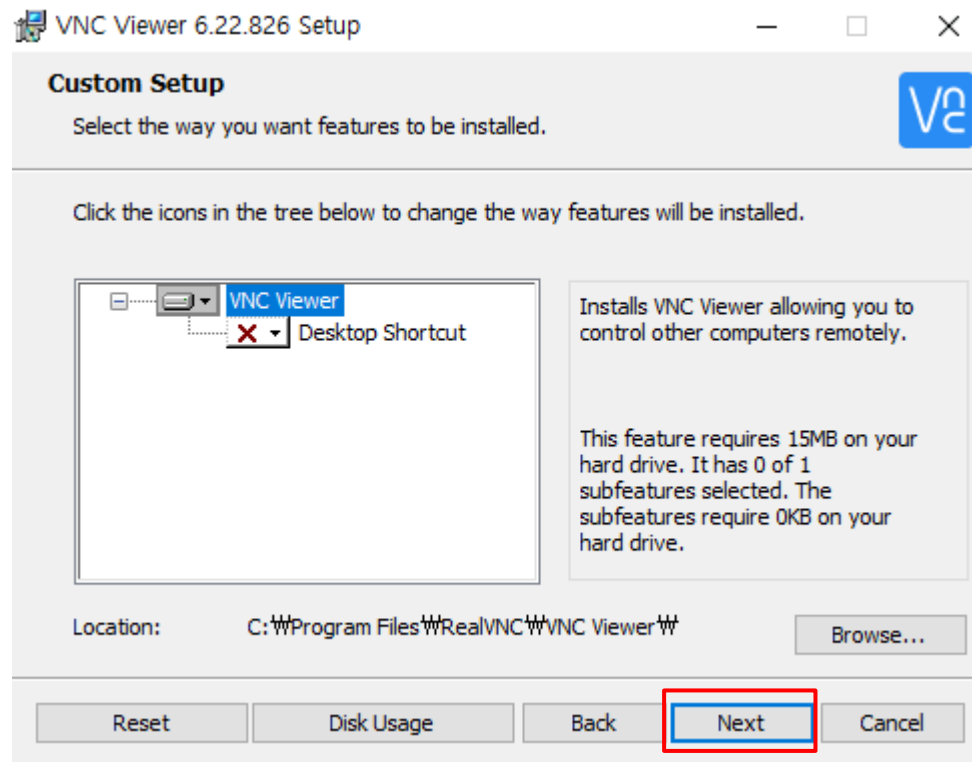 VNC Viewer 6.22.826 Setup
Custom Setup
Select the way you want features to be installed.
VNC
Click the icons in the tree below to change the way features will be installed.
VNC Viewer
Desktop Shortcut
Installs VNC Viewer allowing you to
control other computers remotely.
This feature requires 15MB on your
hard drive. It has 0 of 1
subfeatures selected. The
subfeatures require 0KB on your
hard drive.
Location: C:₩Program Files₩RealVNC₩VNC Viewer₩
Browse...
Reset Disk Usage Back Next Cancel